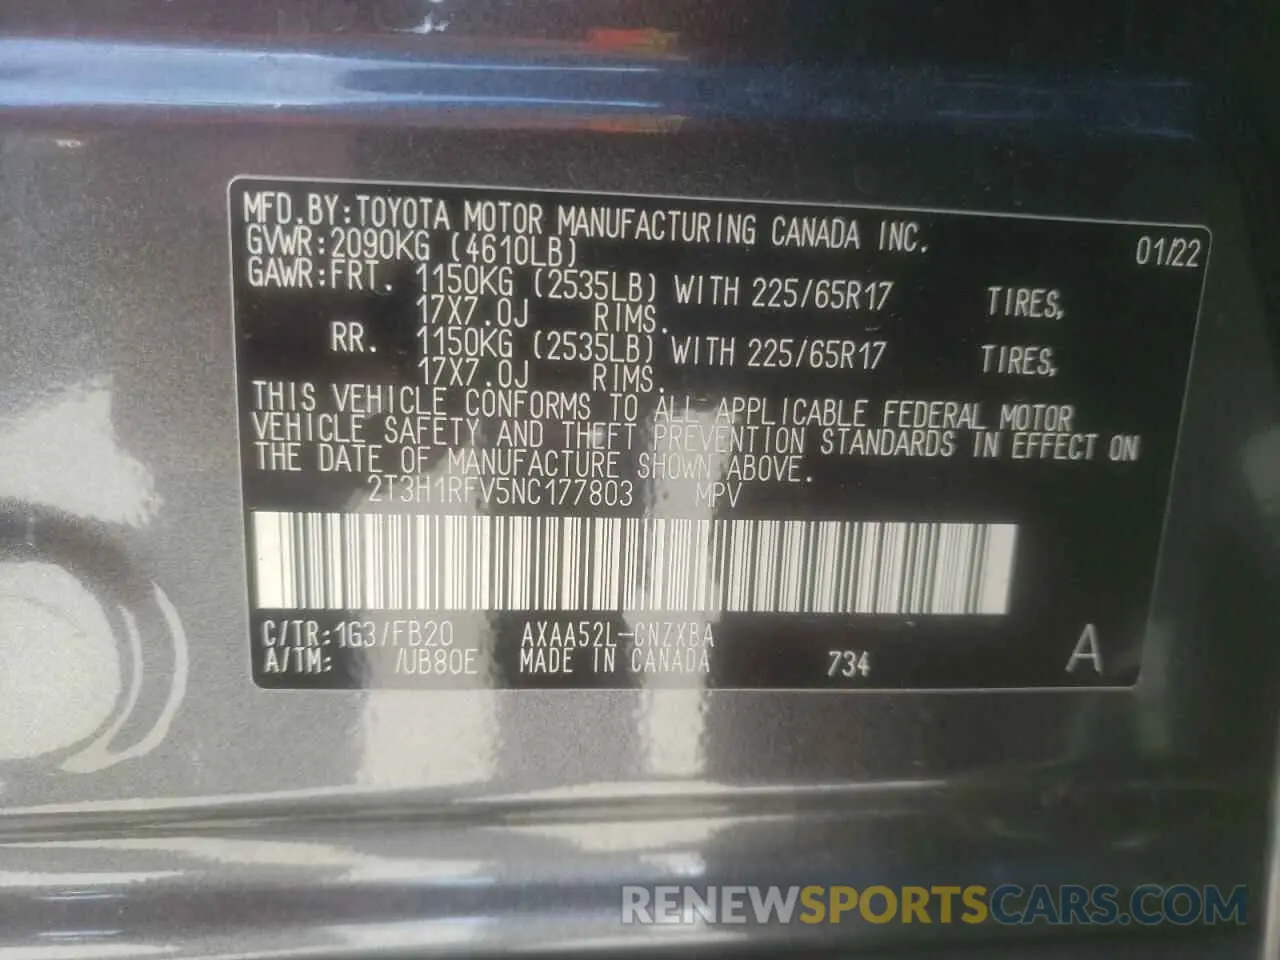 MFD.BY:TOYOTA MOTOR MANUFACTURING CANADA INC. 01/22
GVWR:2090KG (4610LB)
GAWR:FRT. 1150KG (2535LB) WITH 225/65R17 TIRES,
17X7.0J RIMS.
RR. 1150KG (2535LB) WITH 225/65R17 TIRES,
17X7.0J RIMS.
THIS VEHICLE CONFORMS TO ALL APPLICABLE FEDERAL MOTOR
VEHICLE SAFETY AND THEFT PREVENTION STANDARDS IN EFFECT ON
THE DATE OF MANUFACTURE SHOWN ABOVE.
2T3H1RFV5NC177803 MPV
C/TR:1G3/FB20 AXAA52L-CNZXBA
A/TM: /UB80E MADE IN CANADA 734 A
RENEWSPORTSCARS.COM